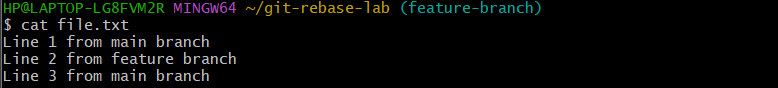 HP@LAPTOP-LG8FVM2R MINGW64 ~/git-rebase-lab (feature-branch)
$ cat file.txt
Line 1 from main branch
Line 2 from feature branch
Line 3 from main branch